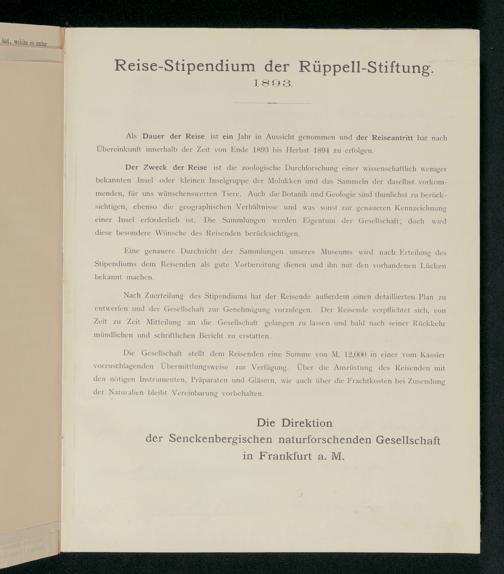 Reise-Stipendium der Rüppell-Stiftung.
1893.
Als Dauer der Reise ist ein Jahr in Aussicht genommen und der Reiseantritt hat nach
Übereinkunft innerhalb der Zeit von Ende 1893 bis Herbst 1894 zu erfolgen.
Der Zweck der Reise ist die zoologische Durchforschung einer wissenschaftlich weniger
bekannten Insel oder kleinen Inselgruppe der Molukken und das Sammeln der daselbst vorkom-
menden, für uns wünschenswerten Tiere. Auch die Botanik und Geologie sind thunlichst zu berück-
sichtigen, ebenso die geographischen Verhältnisse und was sonst zur genaueren Kennzeichnung
einer Insel erforderlich ist. Die Sammlungen werden Eigentum der Gesellschaft; doch wird
diese besondere Wünsche des Reisenden berücksichtigen.
Eine genauere Durchsicht der Sammlungen unseres Museums wird nach Erteilung des
Stipendiums dem Reisenden als gute Vorbereitung dienen und ihn mit den vorhandenen Lücken
bekannt machen.
Nach Zuerteilung des Stipendiums hat der Reisende außerdem einen detaillierten Plan zu
entwerfen und der Gesellschaft zur Genehmigung vorzulegen. Der Reisende verpflichtet sich, von
Zeit zu Zeit Mitteilung an die Gesellschaft gelangen zu lassen und bald nach seiner Rückkehr
mündlichen und schriftlichen Bericht zu erstatten.
Die Gesellschaft stellt dem Reisenden eine Summe von M. 12,000 in einer vom Kassier
vorzuschlagenden Übermittlungsweise zur Verfügung. Über die Ausrüstung des Reisenden mit
den nötigen Instrumenten, Präparaten und Gläsern, wie auch über die Frachtkosten bei Zusendung
der Naturalien bleibt Vereinbarung vorbehalten.
Die Direktion
der Senckenbergischen naturforschenden Gesellschaft
in Frankfurt a. M.